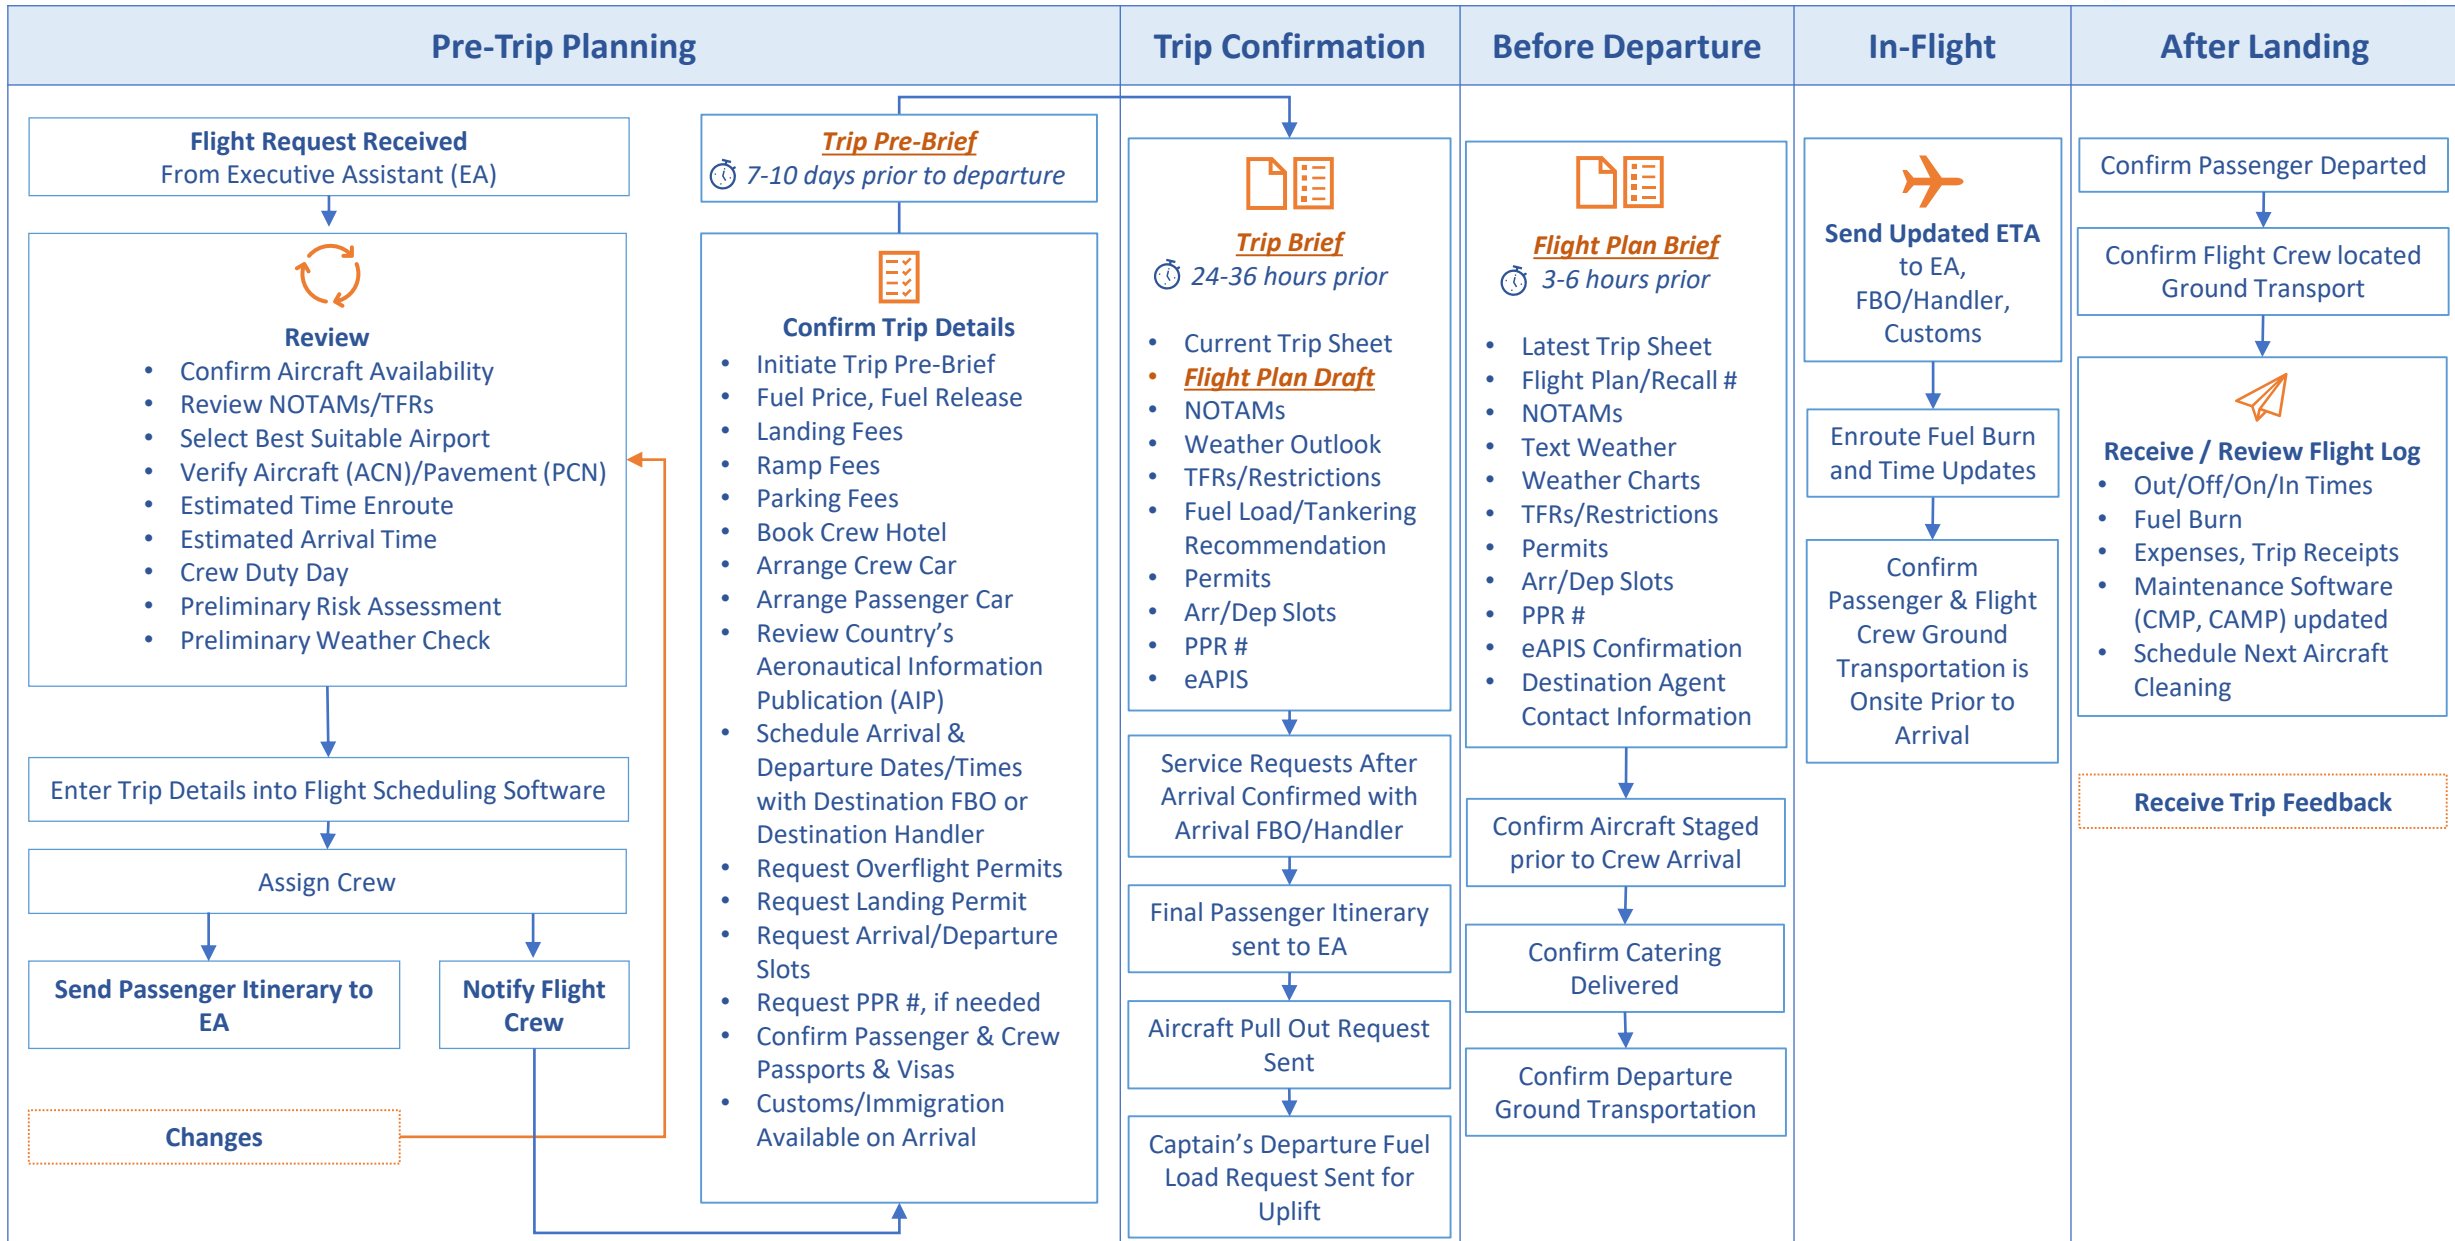 Pre-Trip Planning
Trip Confirmation
Before Departure
In-Flight
After Landing
Flight Request Received
From Executive Assistant (EA)
Review
• Confirm Aircraft Availability
• Review NOTAMs/TFRs
• Select Best Suitable Airport
• Verify Aircraft (ACN)/Pavement (PCN)
• Estimated Time Enroute
• Estimated Arrival Time
• Crew Duty Day
• Preliminary Risk Assessment
• Preliminary Weather Check
Enter Trip Details into Flight Scheduling Software
Assign Crew
Send Passenger Itinerary to
EA
Notify Flight
Crew
Changes
Trip Pre-Brief
7-10 days prior to departure
Confirm Trip Details
• Initiate Trip Pre-Brief
• Fuel Price, Fuel Release
• Landing Fees
• Ramp Fees
• Parking Fees
• Book Crew Hotel
• Arrange Crew Car
• Arrange Passenger Car
• Review Country’s
Aeronautical Information
Publication (AIP)
• Schedule Arrival &
Departure Dates/Times
with Destination FBO or
Destination Handler
• Request Overflight Permits
• Request Landing Permit
• Request Arrival/Departure
Slots
• Request PPR #, if needed
• Confirm Passenger & Crew
Passports & Visas
• Customs/Immigration
Available on Arrival
Trip Brief
24-36 hours prior
• Current Trip Sheet
• Flight Plan Draft
• NOTAMs
• Weather Outlook
• TFRs/Restrictions
• Fuel Load/Tankering
Recommendation
• Permits
• Arr/Dep Slots
• PPR #
• eAPIS
Service Requests After
Arrival Confirmed with
Arrival FBO/Handler
Final Passenger Itinerary
sent to EA
Aircraft Pull Out Request
Sent
Captain’s Departure Fuel
Load Request Sent for
Uplift
Flight Plan Brief
3-6 hours prior
• Latest Trip Sheet
• Flight Plan/Recall #
• NOTAMs
• Text Weather
• Weather Charts
• TFRs/Restrictions
• Permits
• Arr/Dep Slots
• PPR #
• eAPIS Confirmation
• Destination Agent
Contact Information
Confirm Aircraft Staged
prior to Crew Arrival
Confirm Catering
Delivered
Confirm Departure
Ground Transportation
Send Updated ETA
to EA,
FBO/Handler,
Customs
Enroute Fuel Burn
and Time Updates
Confirm
Passenger & Flight
Crew Ground
Transportation is
Onsite Prior to
Arrival
Confirm Passenger Departed
Confirm Flight Crew located
Ground Transport
Receive / Review Flight Log
• Out/Off/On/In Times
• Fuel Burn
• Expenses, Trip Receipts
• Maintenance Software
(CMP, CAMP) updated
• Schedule Next Aircraft
Cleaning
Receive Trip Feedback